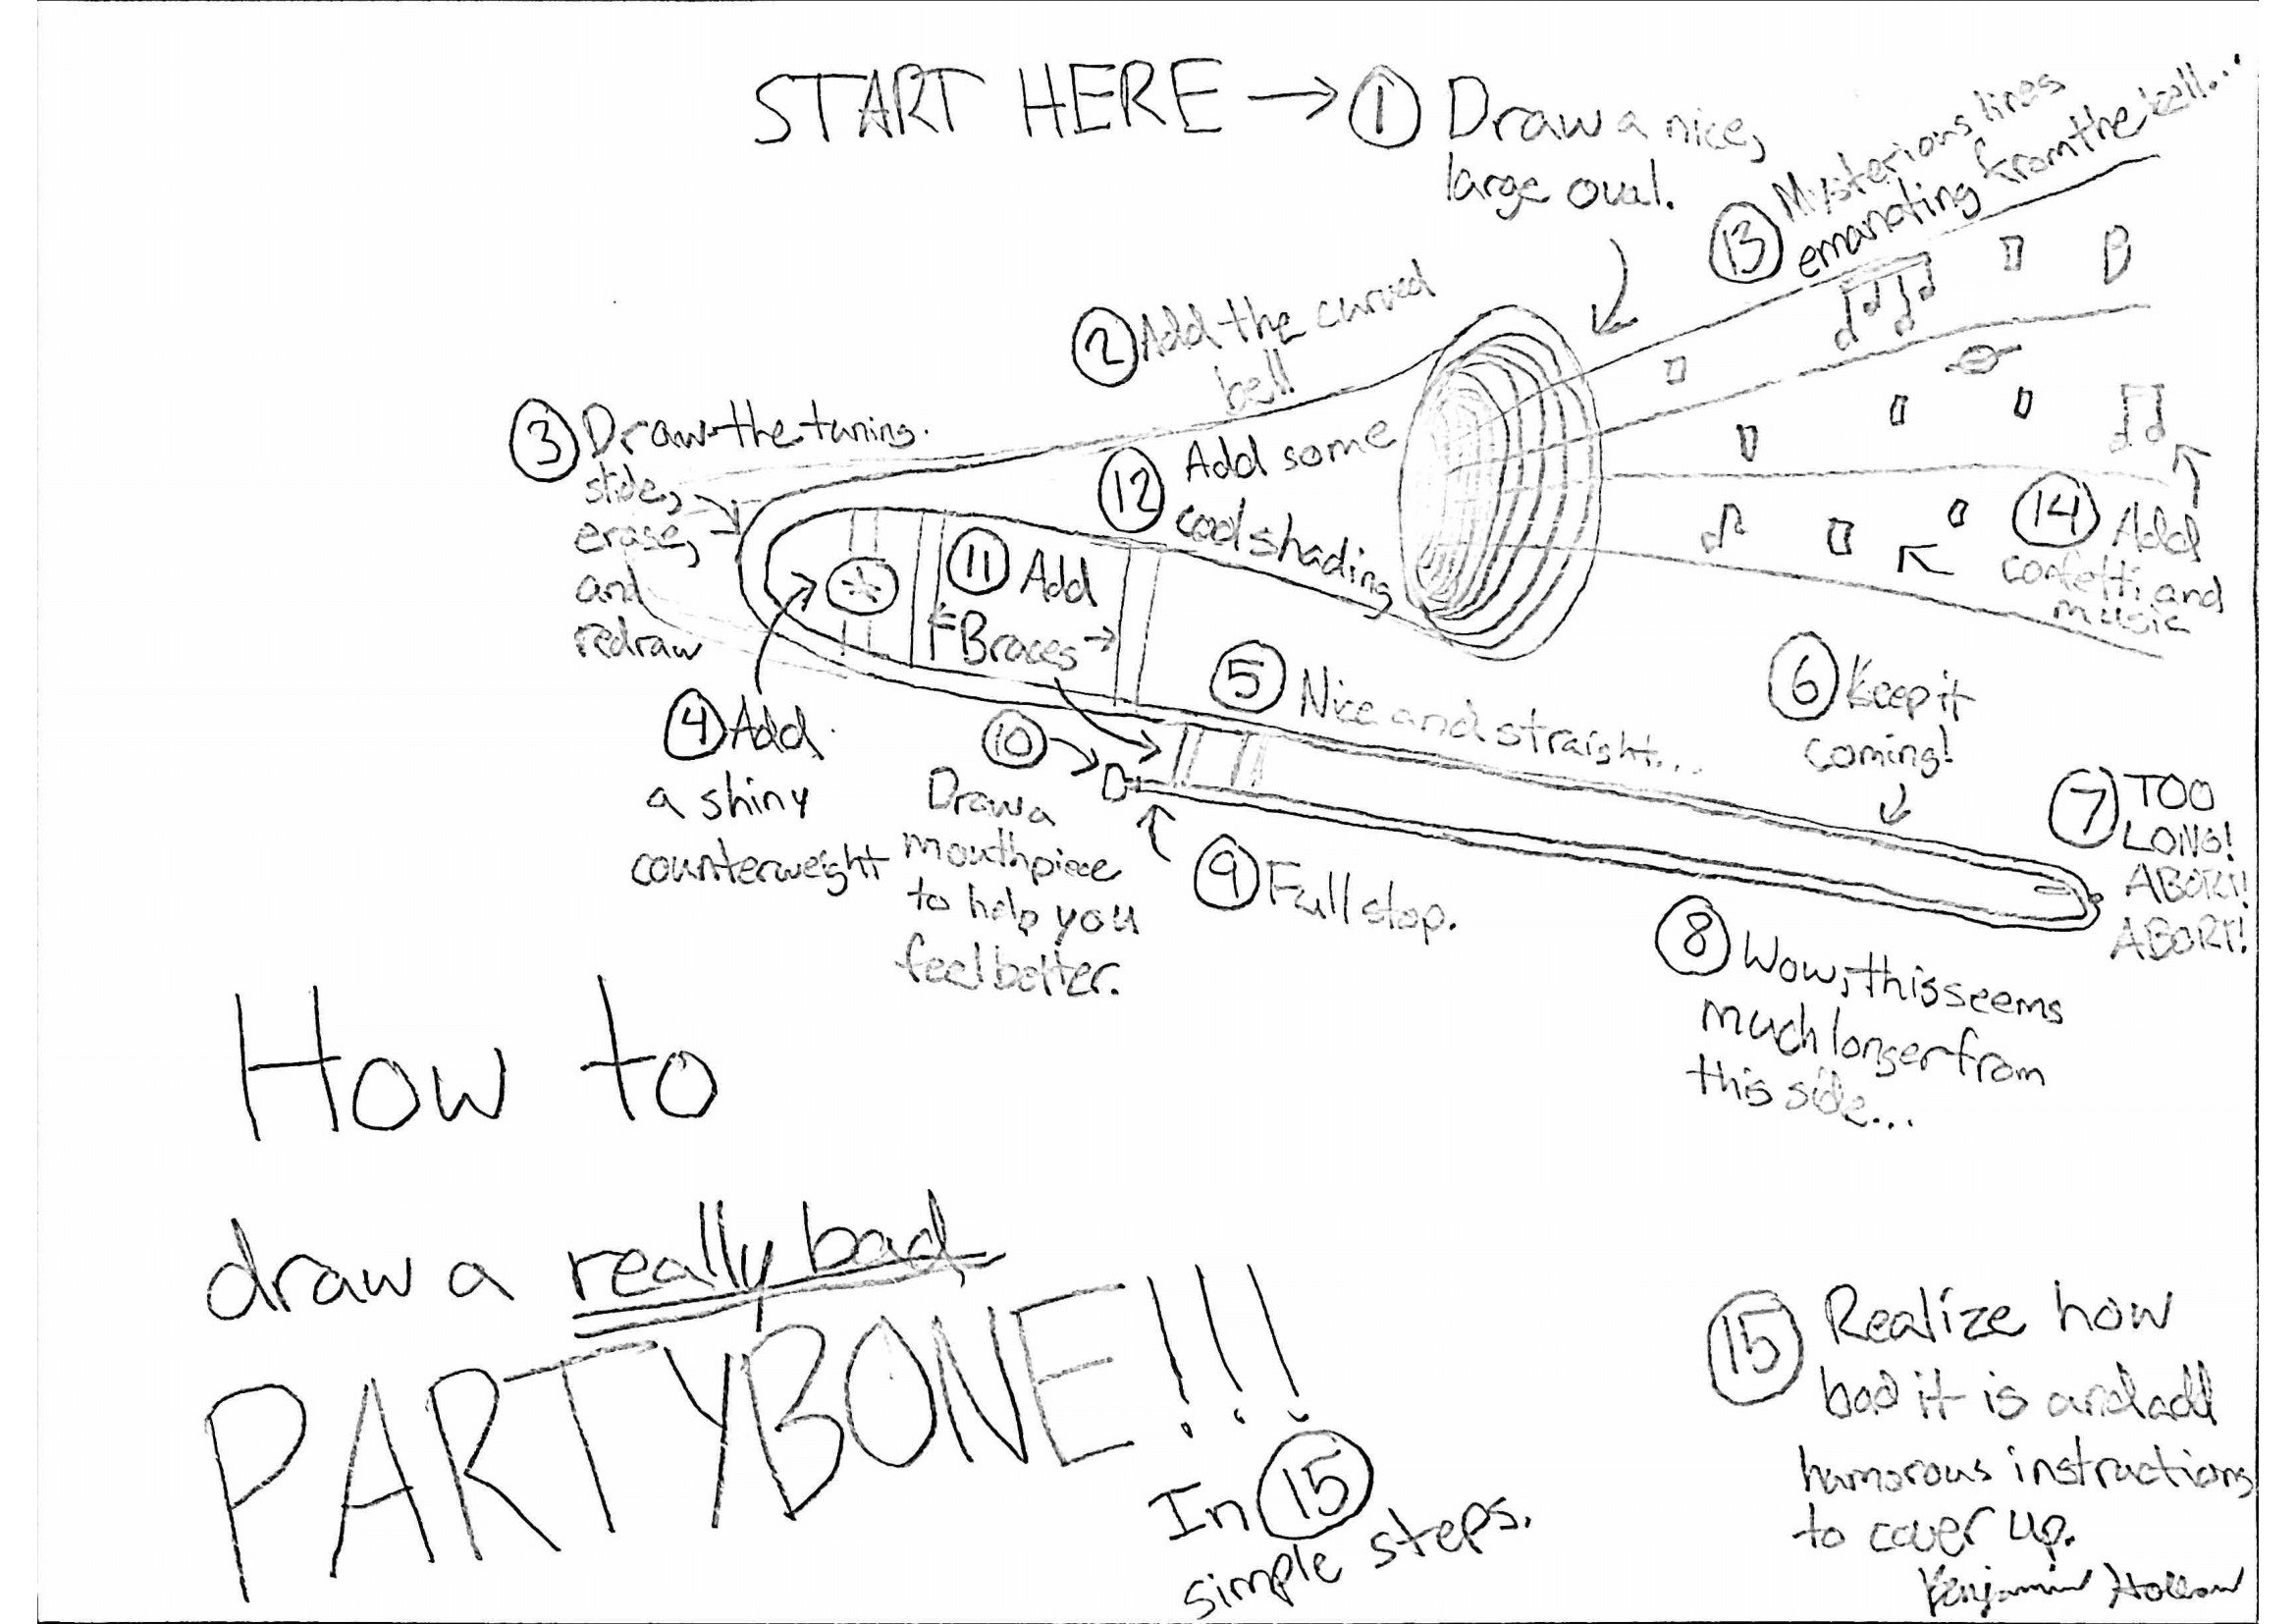 START HERE → ① Draw a nice,
large oval.
② Add the curved
bell
③ Draw the tuning
slide,
erase,
and
redraw
④ Add
a shiny
counterweight
⑤ Nice and straight...
⑥ Keep it
coming!
⑦ TOO
LONG!
ABORT!
ABORT!
⑧ Wow, this seems
much longer from
this side...
⑨ Full stop.
⑩
Draw a
mouthpiece
to help you
feel better.
⑪ Add
Braces
⑫ Add some
cool shading
⑬ Mysterious lines
emanating from the bell...
⑭ Add
confetti and
music
How to
draw a really bad
PARTYBONE!!!
In ⑮
simple steps.
⑮ Realize how
bad it is and add
humorous instructions
to cover up.
Benjamin Hollon